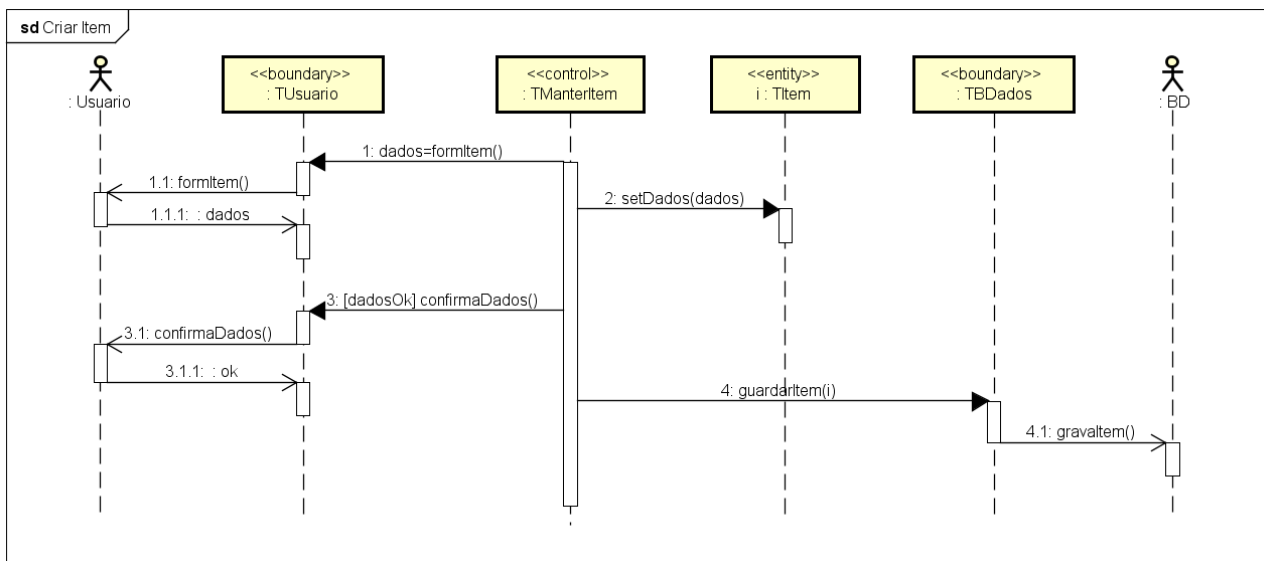 sd Criar Item
<<boundary>>
: TUsuario
<<control>>
: TManterItem
<<entity>>
i : TItem
<<boundary>>
: TBDados
: Usuario
: BD
1: dados=formItem()
1.1: formItem()
2: setDados(dados)
1.1.1: : dados
3: [dadosOk] confirmaDados()
3.1: confirmaDados()
3.1.1: : ok
4: guardarItem(i)
4.1: gravaItem()